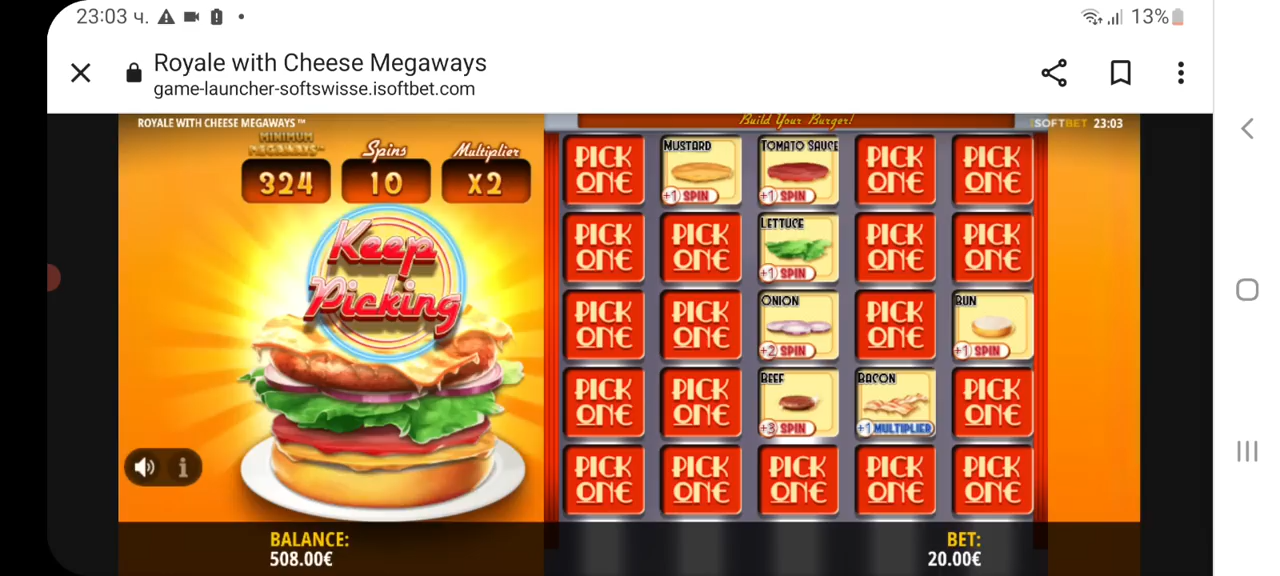 23:03 ч.
13%
Royale with Cheese Megaways
game-launcher-softswisse.isoftbet.com
ROYALE WITH CHEESE MEGAWAYS™
Build Your Burger!
ISOFTBET 23:03
MINIMUM MEGAWAYS™
324
Spins
10
Multiplier
X2
Keep
Picking
PICK ONE
MUSTARD +1 SPIN
TOMATO SAUCE +1 SPIN
PICK ONE
PICK ONE
PICK ONE
PICK ONE
LETTUCE +1 SPIN
PICK ONE
PICK ONE
PICK ONE
PICK ONE
ONION +2 SPIN
PICK ONE
BUN +1 SPIN
PICK ONE
PICK ONE
BEEF +3 SPIN
BACON +1 MULTIPLIER
PICK ONE
PICK ONE
PICK ONE
PICK ONE
PICK ONE
PICK ONE
BALANCE:
508.00€
BET:
20.00€